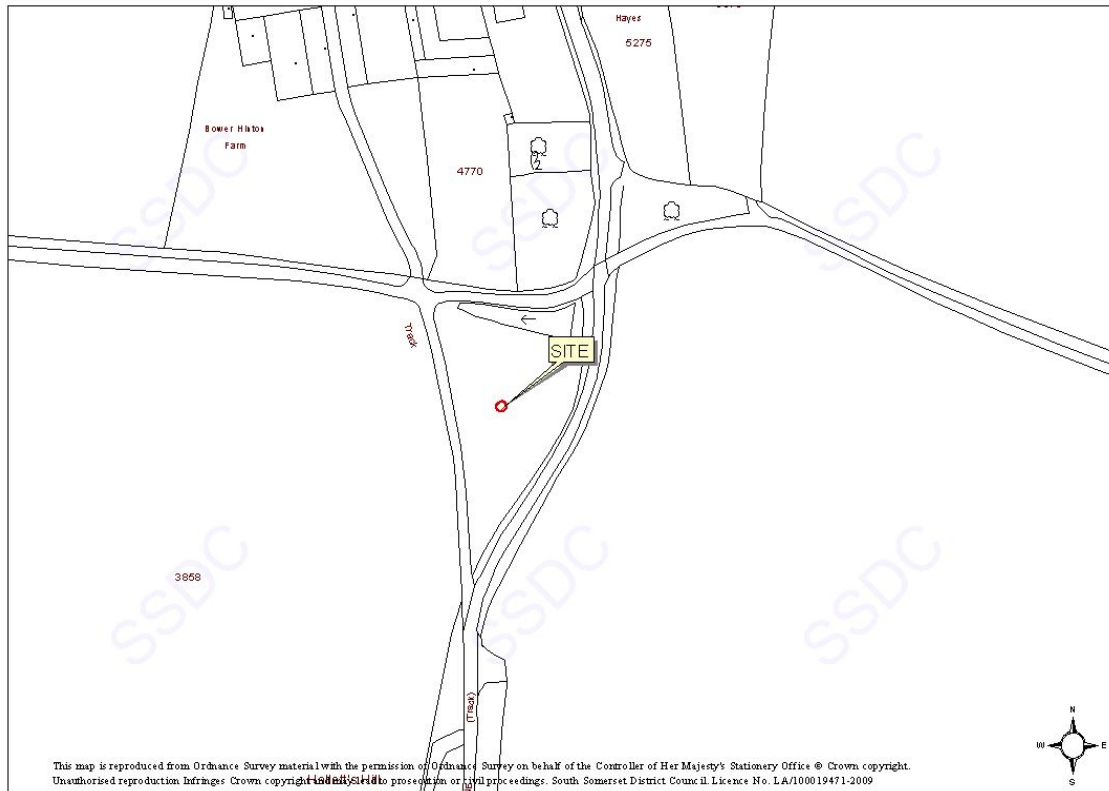 Hayes
5275
Bower Hinton
Farm
4770
2
Track
SITE
3858
(Track)
SSDC
SSDC
SSDC
SSDC
SSDC
SSDC
N
W
E
S
This map is reproduced from Ordnance Survey material with the permission of Ordnance Survey on behalf of the Controller of Her Majesty's Stationery Office © Crown copyright.
Unauthorised reproduction infringes Crown copyright and may lead to prosecution or civil proceedings. South Somerset District Council. Licence No. LA/100019471-2009